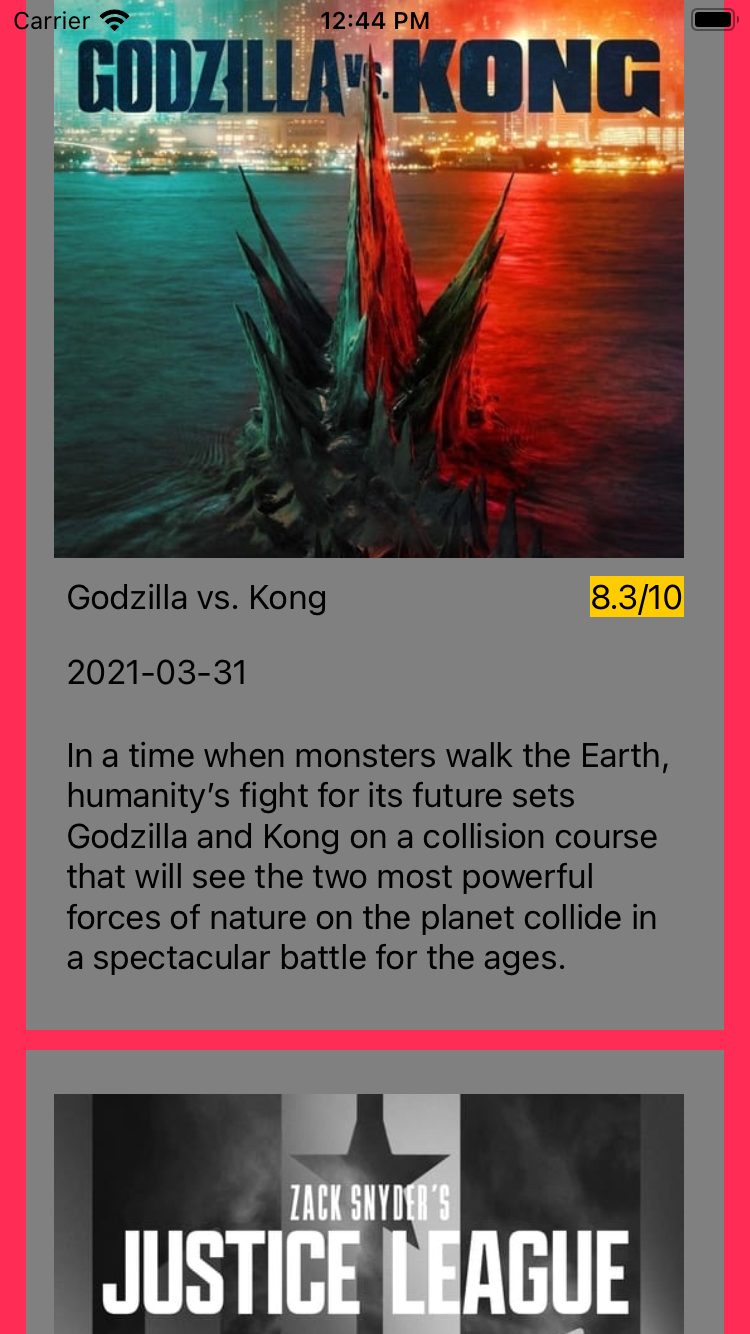 Carrier 12:44 PM
GODZILLA vs. KONG
Godzilla vs. Kong 8.3/10
2021-03-31
In a time when monsters walk the Earth,
humanity’s fight for its future sets
Godzilla and Kong on a collision course
that will see the two most powerful
forces of nature on the planet collide in
a spectacular battle for the ages.
ZACK SNYDER'S
JUSTICE LEAGUE